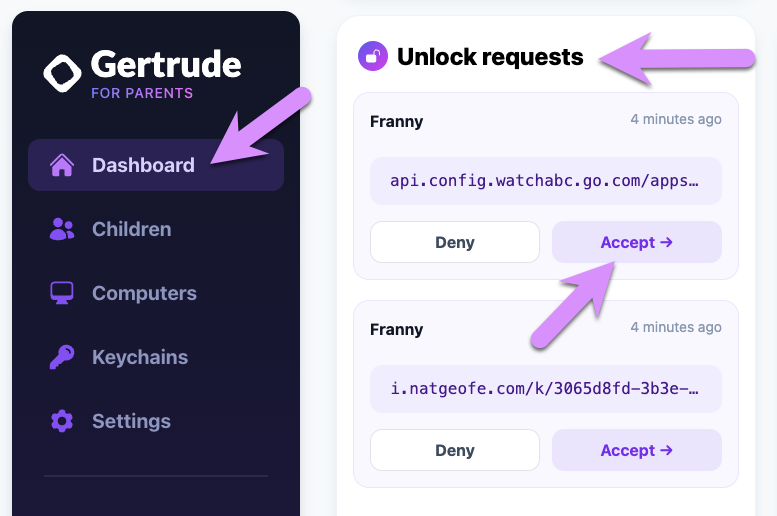 Gertrude
FOR PARENTS
Dashboard
Children
Computers
Keychains
Settings
Unlock requests
Franny
4 minutes ago
api.config.watchabc.go.com/apps…
Deny
Accept →
Franny
4 minutes ago
i.natgeofe.com/k/3065d8fd-3b3e-…
Deny
Accept →